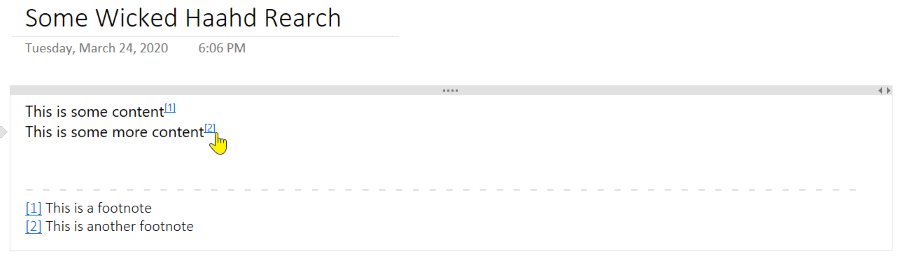 Some Wicked Haahd Rearch
Tuesday, March 24, 2020 6:06 PM
This is some content[1]
This is some more content[2]
[1] This is a footnote
[2] This is another footnote